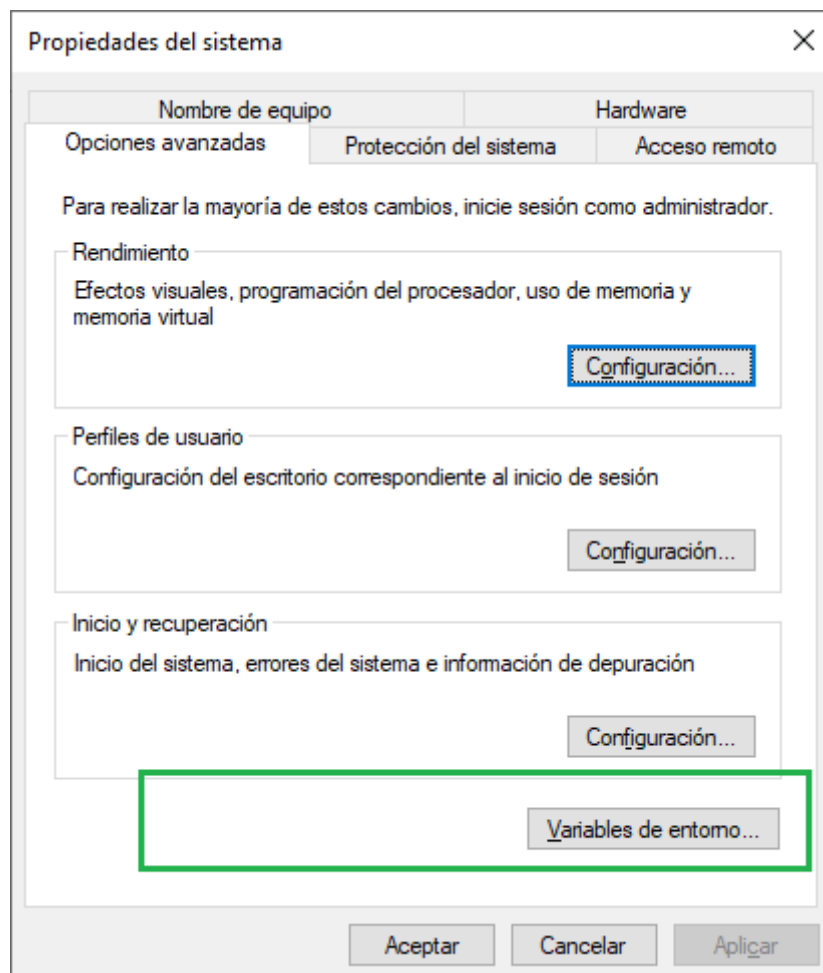 Propiedades del sistema
Nombre de equipo
Hardware
Opciones avanzadas
Protección del sistema
Acceso remoto
Para realizar la mayoría de estos cambios, inicie sesión como administrador.
Rendimiento
Efectos visuales, programación del procesador, uso de memoria y
memoria virtual
Configuración...
Perfiles de usuario
Configuración del escritorio correspondiente al inicio de sesión
Configuración...
Inicio y recuperación
Inicio del sistema, errores del sistema e información de depuración
Configuración...
Variables de entorno...
Aceptar
Cancelar
Aplicar